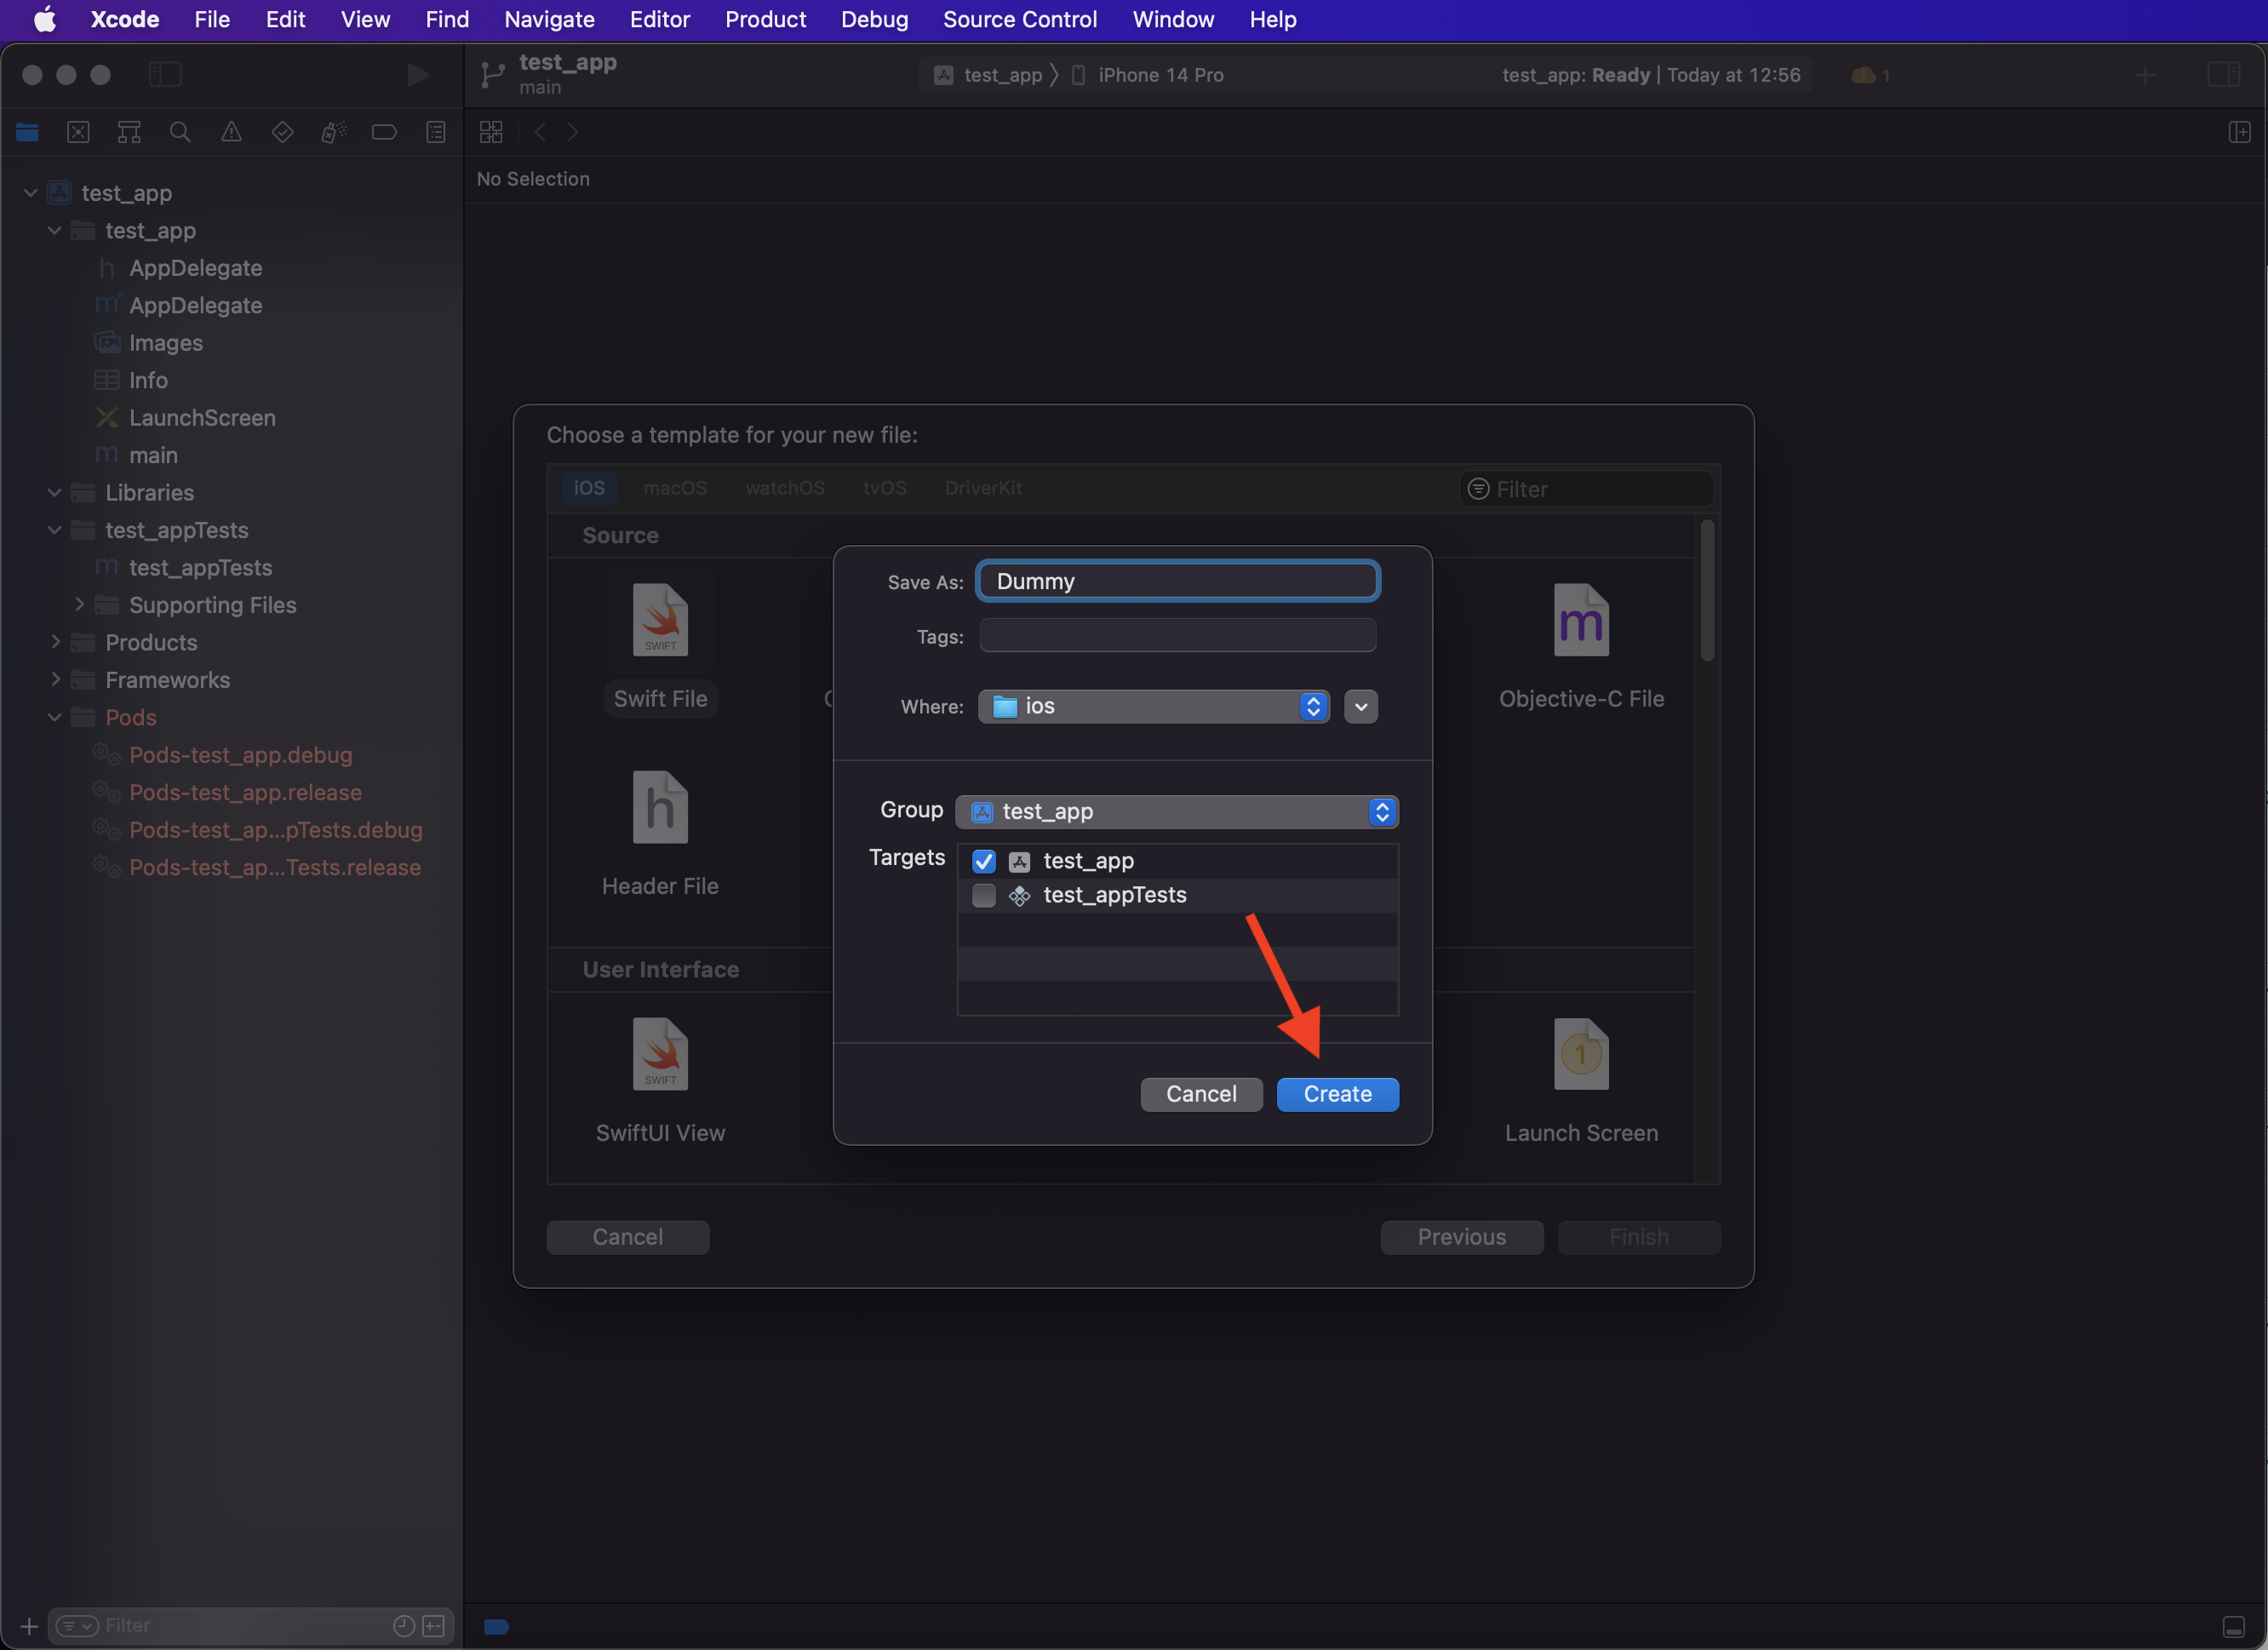 Xcode File Edit View Find Navigate Editor Product Debug Source Control Window Help
test_app
main
test_app 〉 iPhone 14 Pro
test_app: Ready | Today at 12:56
1
No Selection
test_app
test_app
h AppDelegate
m AppDelegate
Images
Info
LaunchScreen
m main
Libraries
test_appTests
m test_appTests
Supporting Files
Products
Frameworks
Pods
Pods-test_app.debug
Pods-test_app.release
Pods-test_ap...pTests.debug
Pods-test_ap...Tests.release
Filter
Choose a template for your new file:
iOS macOS watchOS tvOS DriverKit
Filter
Source
SWIFT
Swift File
m
Objective-C File
h
Header File
User Interface
SWIFT
SwiftUI View
1
Launch Screen
Cancel
Previous
Finish
Save As: Dummy
Tags:
Where: ios
Group test_app
Targets test_app
test_appTests
Cancel Create